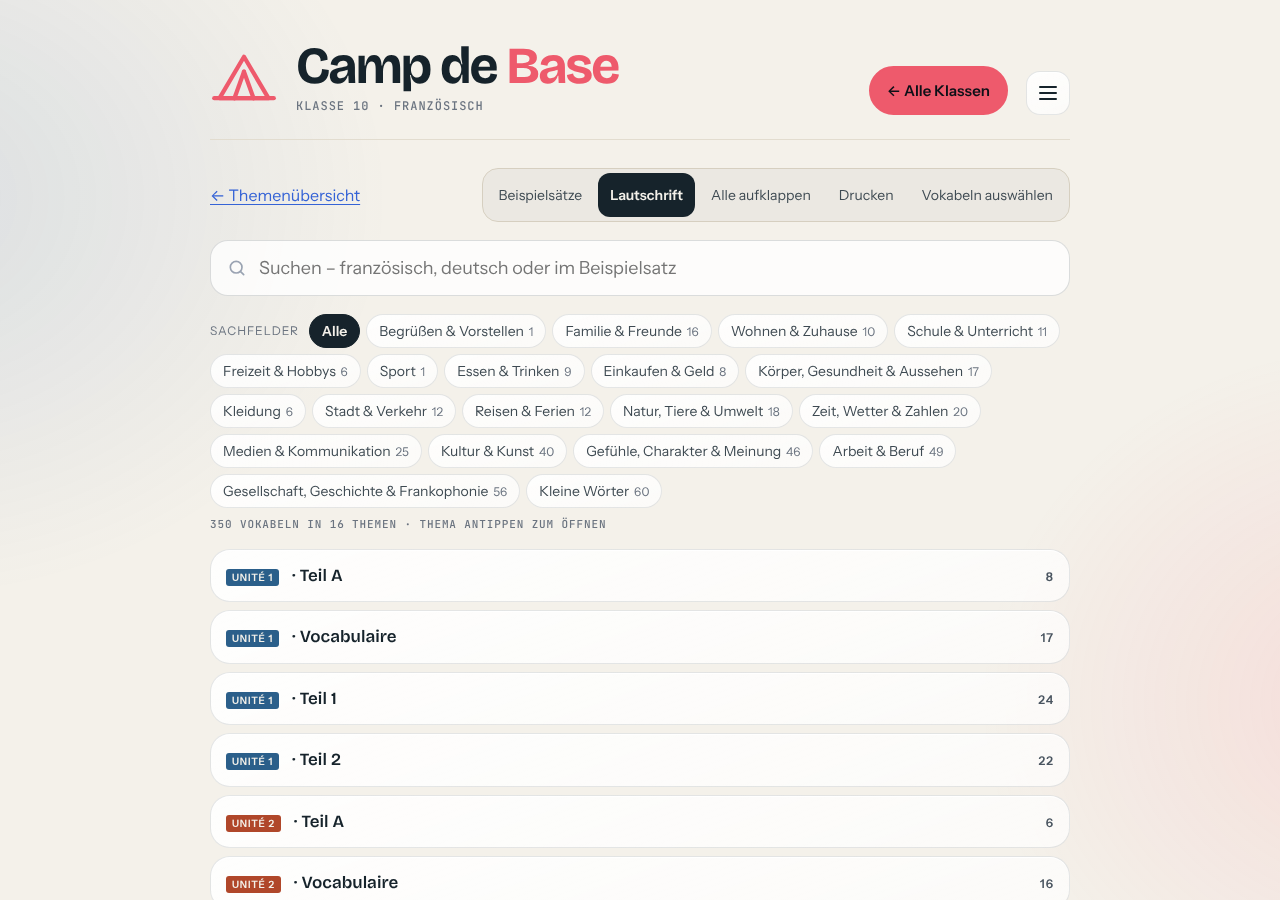 Camp de Base
KLASSE 10 · FRANZÖSISCH
← Alle Klassen
← Themenübersicht
Beispielsätze Lautschrift Alle aufklappen Drucken Vokabeln auswählen
Suchen – französisch, deutsch oder im Beispielsatz
SACHFELDER Alle Begrüßen & Vorstellen 1 Familie & Freunde 16 Wohnen & Zuhause 10 Schule & Unterricht 11
Freizeit & Hobbys 6 Sport 1 Essen & Trinken 9 Einkaufen & Geld 8 Körper, Gesundheit & Aussehen 17
Kleidung 6 Stadt & Verkehr 12 Reisen & Ferien 12 Natur, Tiere & Umwelt 18 Zeit, Wetter & Zahlen 20
Medien & Kommunikation 25 Kultur & Kunst 40 Gefühle, Charakter & Meinung 46 Arbeit & Beruf 49
Gesellschaft, Geschichte & Frankophonie 56 Kleine Wörter 60
350 VOKABELN IN 16 THEMEN · THEMA ANTIPPEN ZUM ÖFFNEN
UNITÉ 1 · Teil A 8
UNITÉ 1 · Vocabulaire 17
UNITÉ 1 · Teil 1 24
UNITÉ 1 · Teil 2 22
UNITÉ 2 · Teil A 6
UNITÉ 2 · Vocabulaire 16